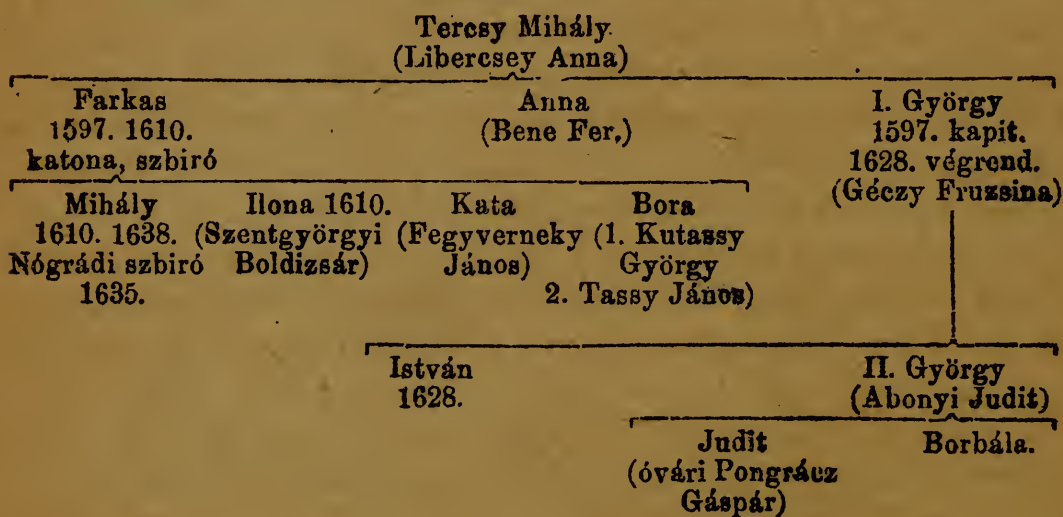 Tercsy Mihály.
(Libercsey Anna)
Farkas Anna I. György
1597. 1610. (Bene Fer.) 1597. kapit.
katona, szbiró 1628. végrend.
(Géczy Fruzsina)
Mihály Ilona 1610. Kata Bora
1610. 1638. (Szentgyörgyi (Fegyverneky (1. Kutassy
Nógrádi szbiró Boldizsár) János) György
1635. 2. Tassy János)
István II. György
1628. (Abonyi Judit)
Judit Borbála.
(óvári Pongrácz
Gáspár)